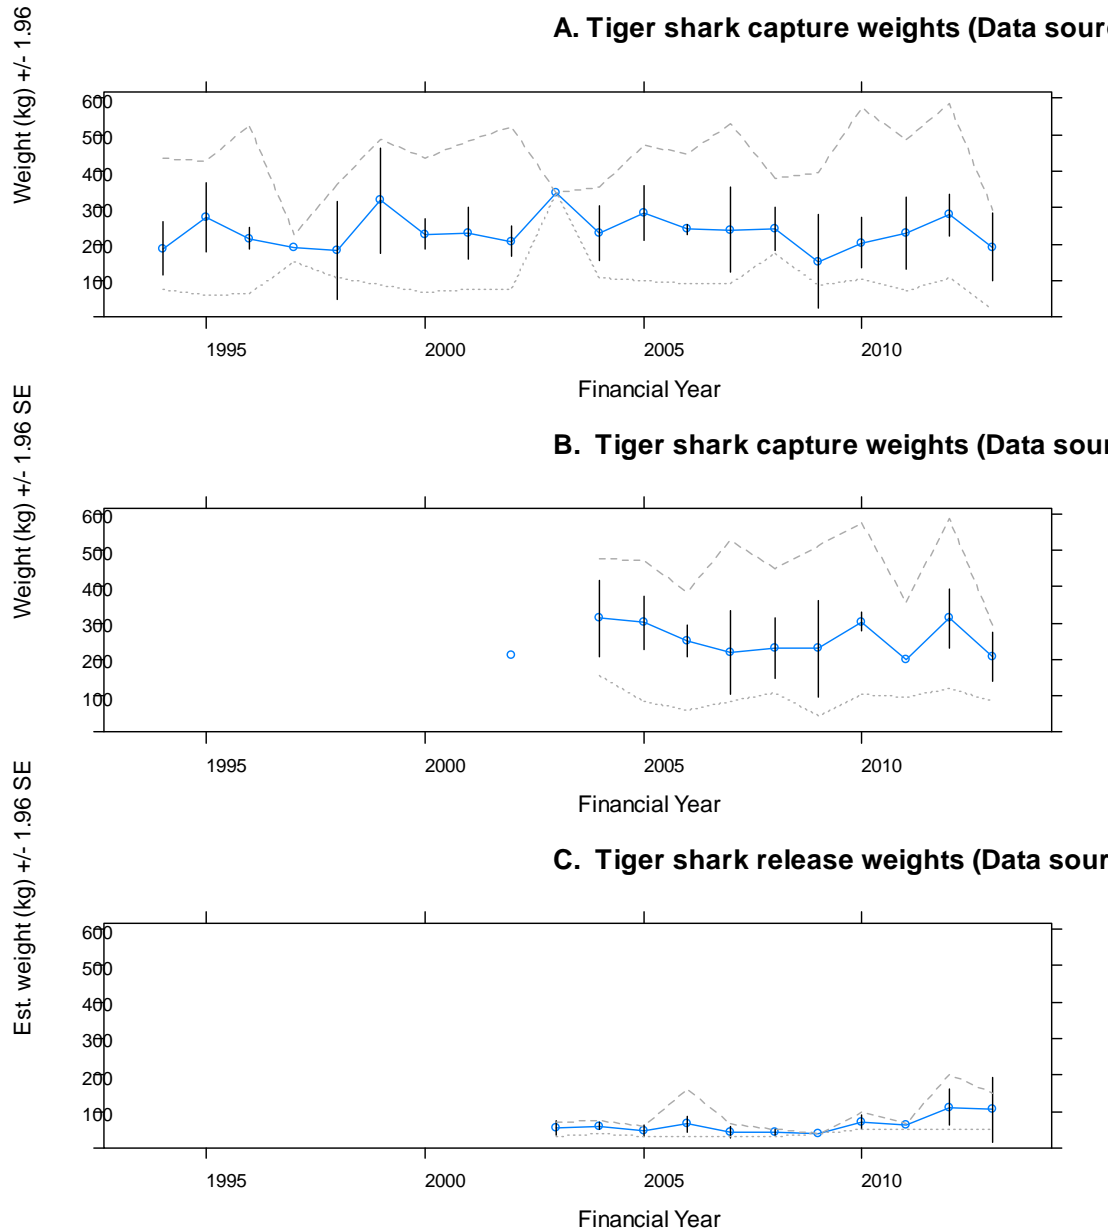 A. Tiger shark capture weights (Data sour
Weight (kg) +/- 1.96
600
500
400
300
200
100
1995 2000 2005 2010
Financial Year
B. Tiger shark capture weights (Data sour
Weight (kg) +/- 1.96 SE
600
500
400
300
200
100
1995 2000 2005 2010
Financial Year
C. Tiger shark release weights (Data sour
Est. weight (kg) +/- 1.96 SE
600
500
400
300
200
100
1995 2000 2005 2010
Financial Year